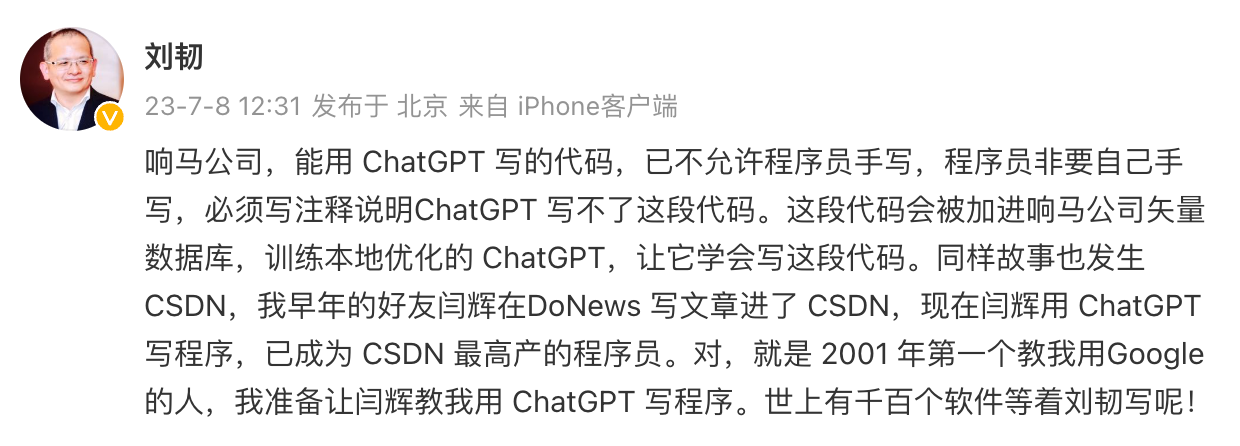 刘韧
23-7-8 12:31 发布于 北京 来自 iPhone客户端
响马公司，能用 ChatGPT 写的代码，已不允许程序员手写，程序员非要自己手
写，必须写注释说明ChatGPT 写不了这段代码。这段代码会被加进响马公司矢量
数据库，训练本地优化的 ChatGPT，让它学会写这段代码。同样故事也发生
CSDN，我早年的好友闫辉在DoNews 写文章进了 CSDN，现在闫辉用 ChatGPT
写程序，已成为 CSDN 最高产的程序员。对，就是 2001 年第一个教我用Google
的人，我准备让闫辉教我用 ChatGPT 写程序。世上有千百个软件等着刘韧写呢！